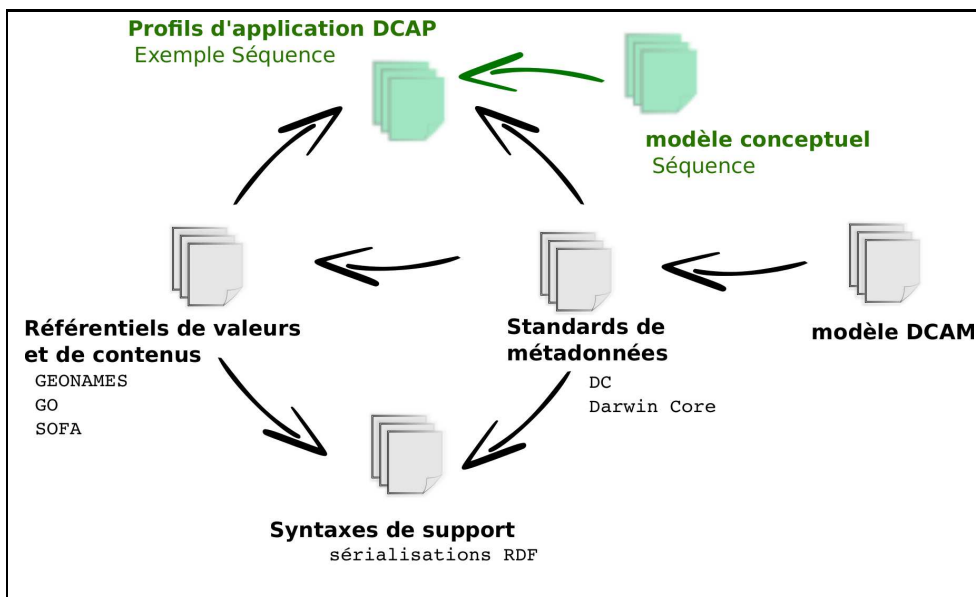 Profils d'application DCAP
Exemple Séquence
modèle conceptuel
Séquence
Référentiels de valeurs
et de contenus
GEONAMES
GO
SOFA
Standards de
métadonnées
DC
Darwin Core
modèle DCAM
Syntaxes de support
sérialisations RDF